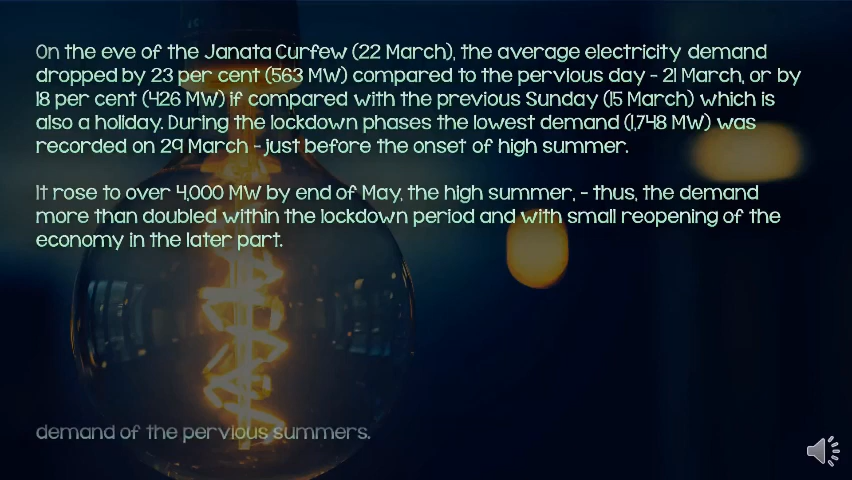 On the eve of the Janata Curfew (22 March), the average electricity demand
dropped by 23 per cent (563 MW) compared to the pervious day - 21 March, or by
18 per cent (426 MW) if compared with the previous Sunday (15 March) which is
also a holiday. During the lockdown phases the lowest demand (1,748 MW) was
recorded on 29 March - just before the onset of high summer.
It rose to over 4,000 MW by end of May, the high summer, - thus, the demand
more than doubled within the lockdown period and with small reopening of the
economy in the later part.
demand of the pervious summers.